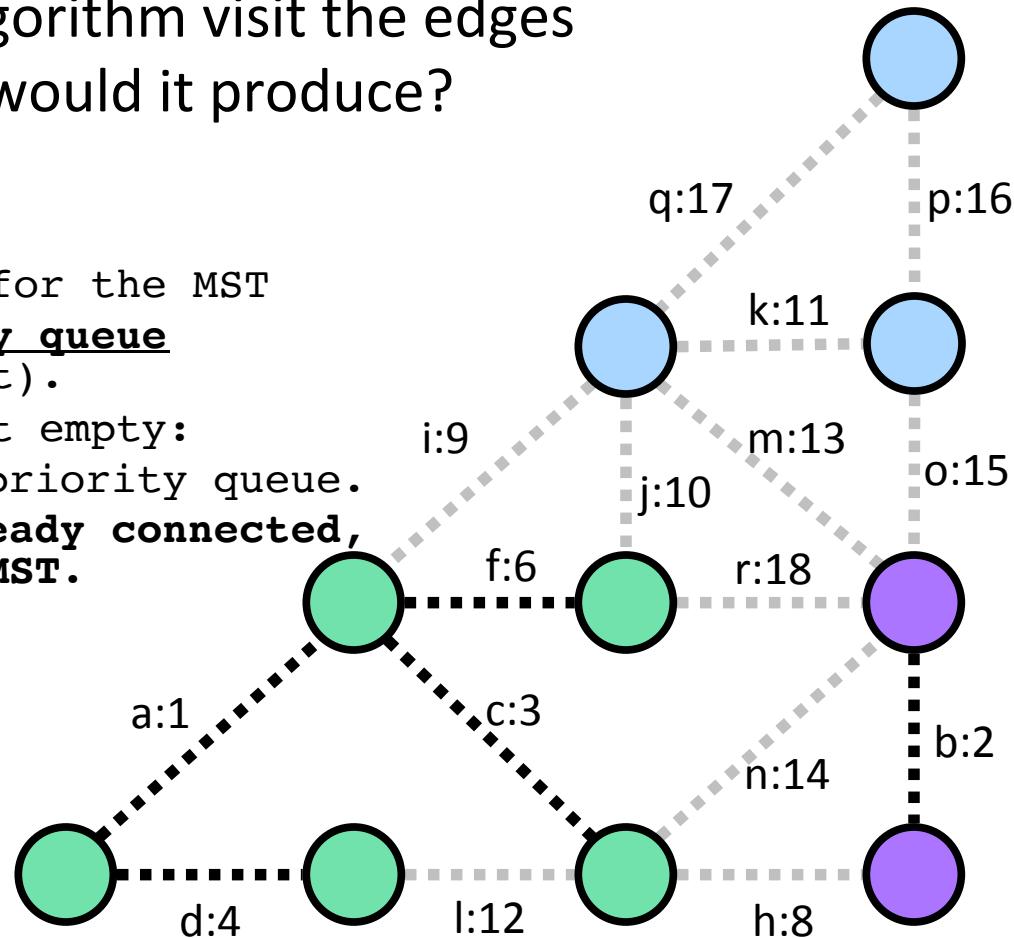 gorithm visit the edges
would it produce?
for the MST
y queue
t).
t empty:
priority queue.
eady connected,
MST.
q:17
p:16
k:11
i:9
m:13
j:10
o:15
f:6
r:18
a:1
c:3
n:14
b:2
d:4
l:12
h:8